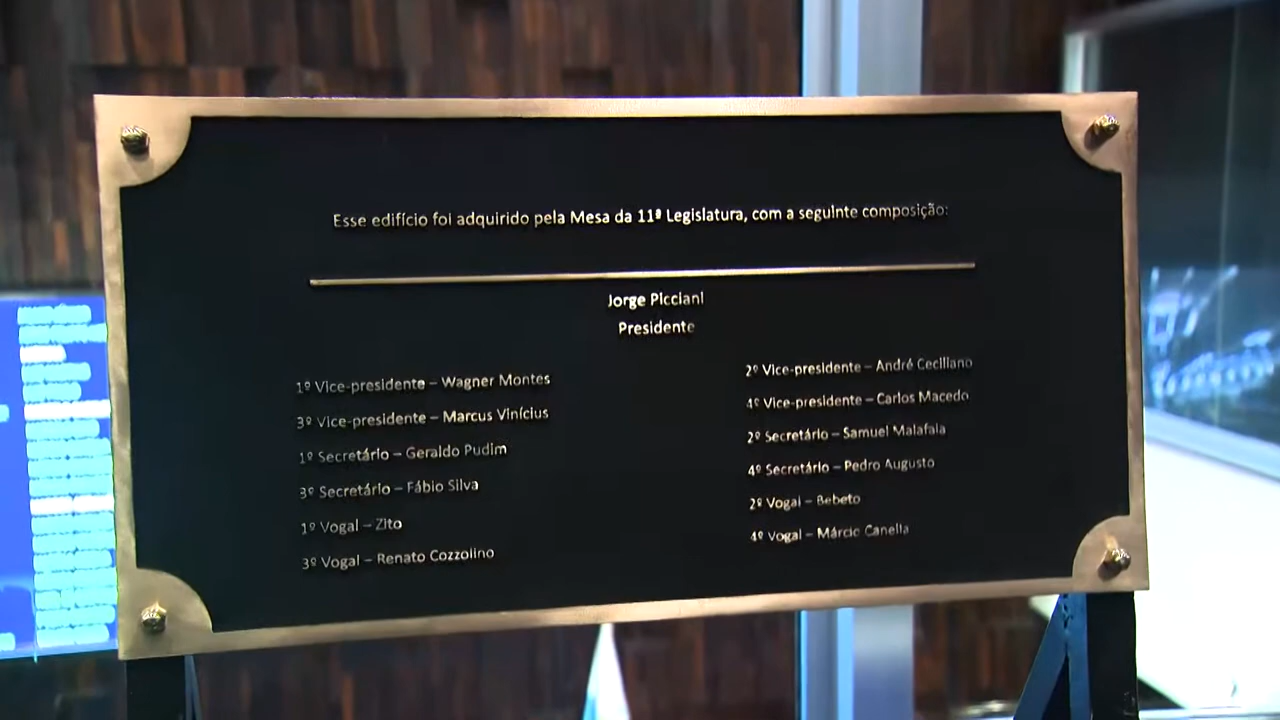 Esse edifício foi adquirido pela Mesa da 11ª Legislatura, com a seguinte composição:
Jorge Picciani
Presidente
1º Vice-presidente – Wagner Montes
3º Vice-presidente – Marcus Vinícius
1º Secretário – Geraldo Pudim
3º Secretário – Fábio Silva
1º Vogal – Zito
3º Vogal – Renato Cozzolino
2º Vice-presidente – André Ceciliano
4º Vice-presidente – Carlos Macedo
2º Secretário – Samuel Malafaia
4º Secretário – Pedro Augusto
2º Vogal – Bebeto
4º Vogal – Márcio Canella